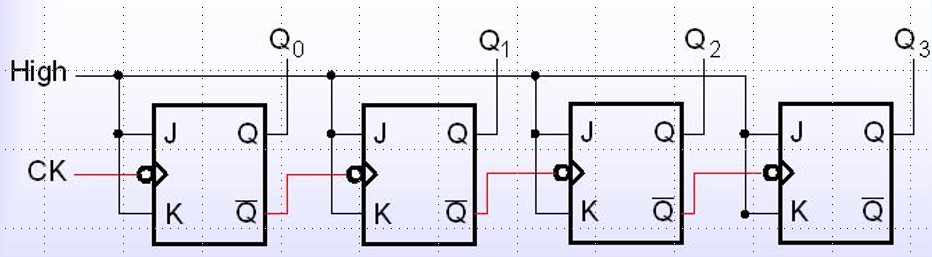 Q0 Q1 Q2 Q3
High
J Q J Q J Q J Q
CK
K Q̅ K Q̅ K Q̅ K Q̅